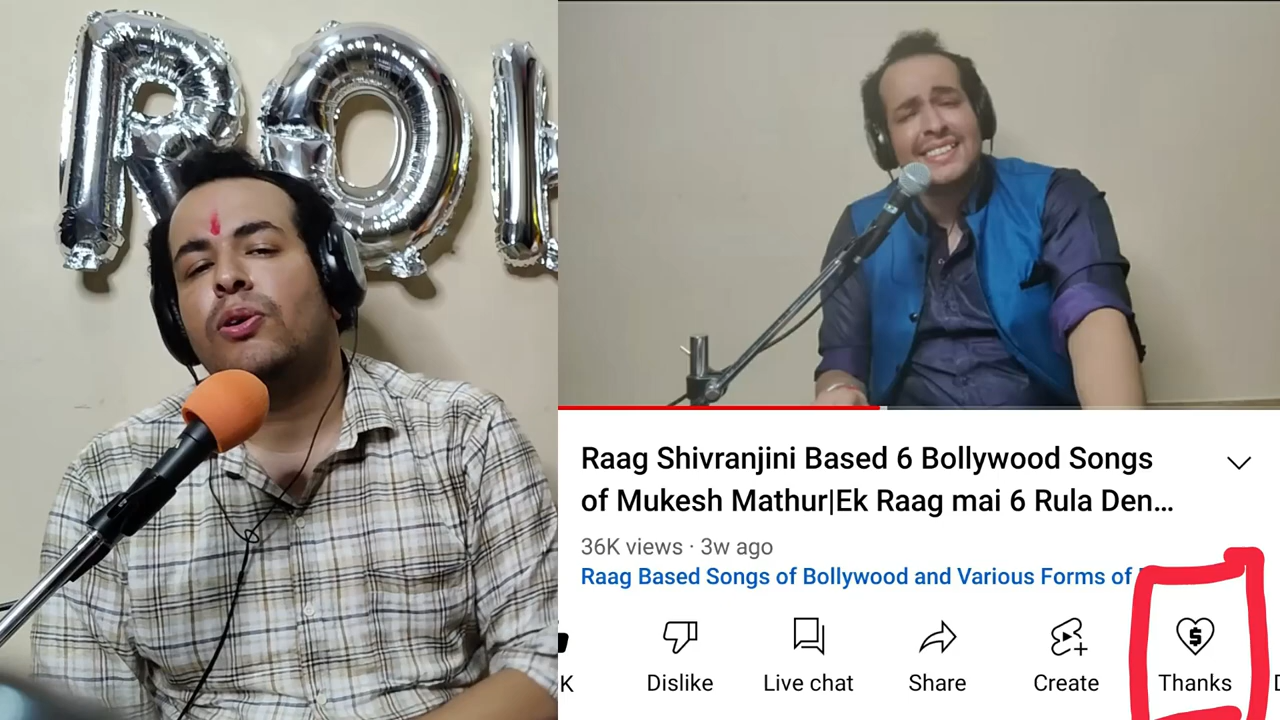 RO
Raag Shivranjini Based 6 Bollywood Songs
of Mukesh Mathur|Ek Raag mai 6 Rula Den...
36K views · 3w ago
Raag Based Songs of Bollywood and Various Forms of
K Dislike Live chat Share Create Thanks